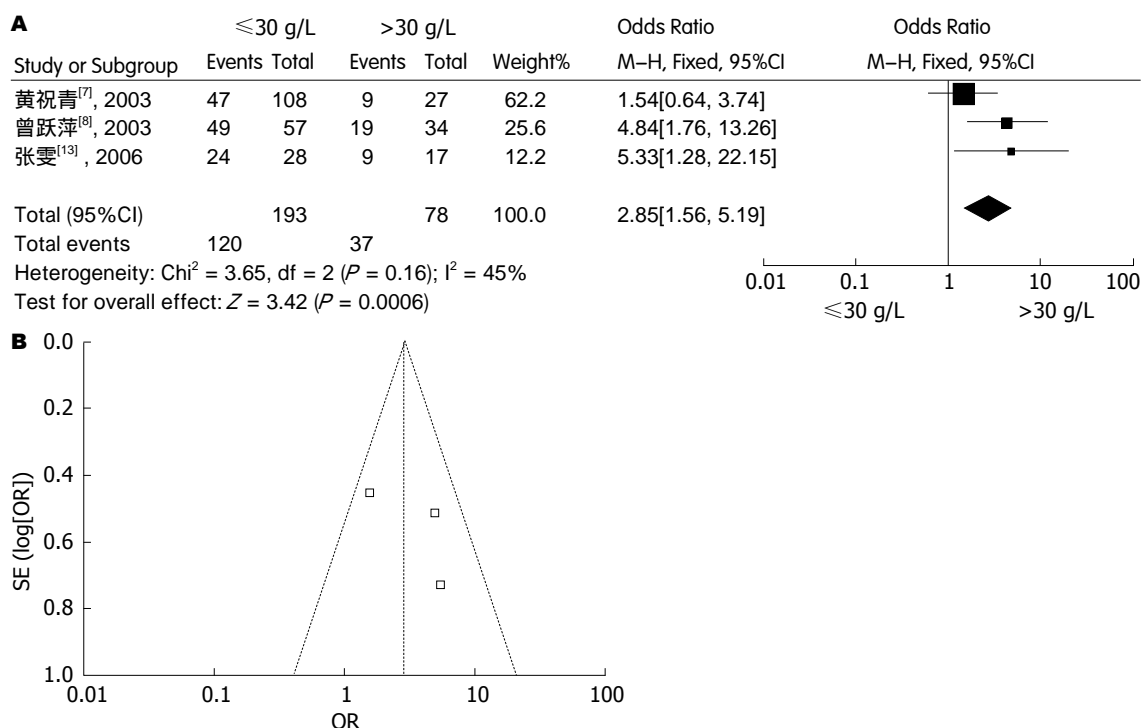 A
≤30 g/L >30 g/L Odds Ratio Odds Ratio
Study or Subgroup Events Total Events Total Weight% M-H, Fixed, 95%CI M-H, Fixed, 95%CI
黄祝青[7], 2003 47 108 9 27 62.2 1.54[0.64, 3.74]
曾跃萍[8], 2003 49 57 19 34 25.6 4.84[1.76, 13.26]
张雯[13] , 2006 24 28 9 17 12.2 5.33[1.28, 22.15]
Total (95%CI) 193 78 100.0 2.85[1.56, 5.19]
Total events 120 37
Heterogeneity: Chi2 = 3.65, df = 2 (P = 0.16); I2 = 45%
Test for overall effect: Z = 3.42 (P = 0.0006)
0.01 0.1 1 10 100
≤30 g/L >30 g/L
B
SE (log[OR])
0.0
0.2
0.4
0.6
0.8
1.0
0.01 0.1 1 10 100
OR